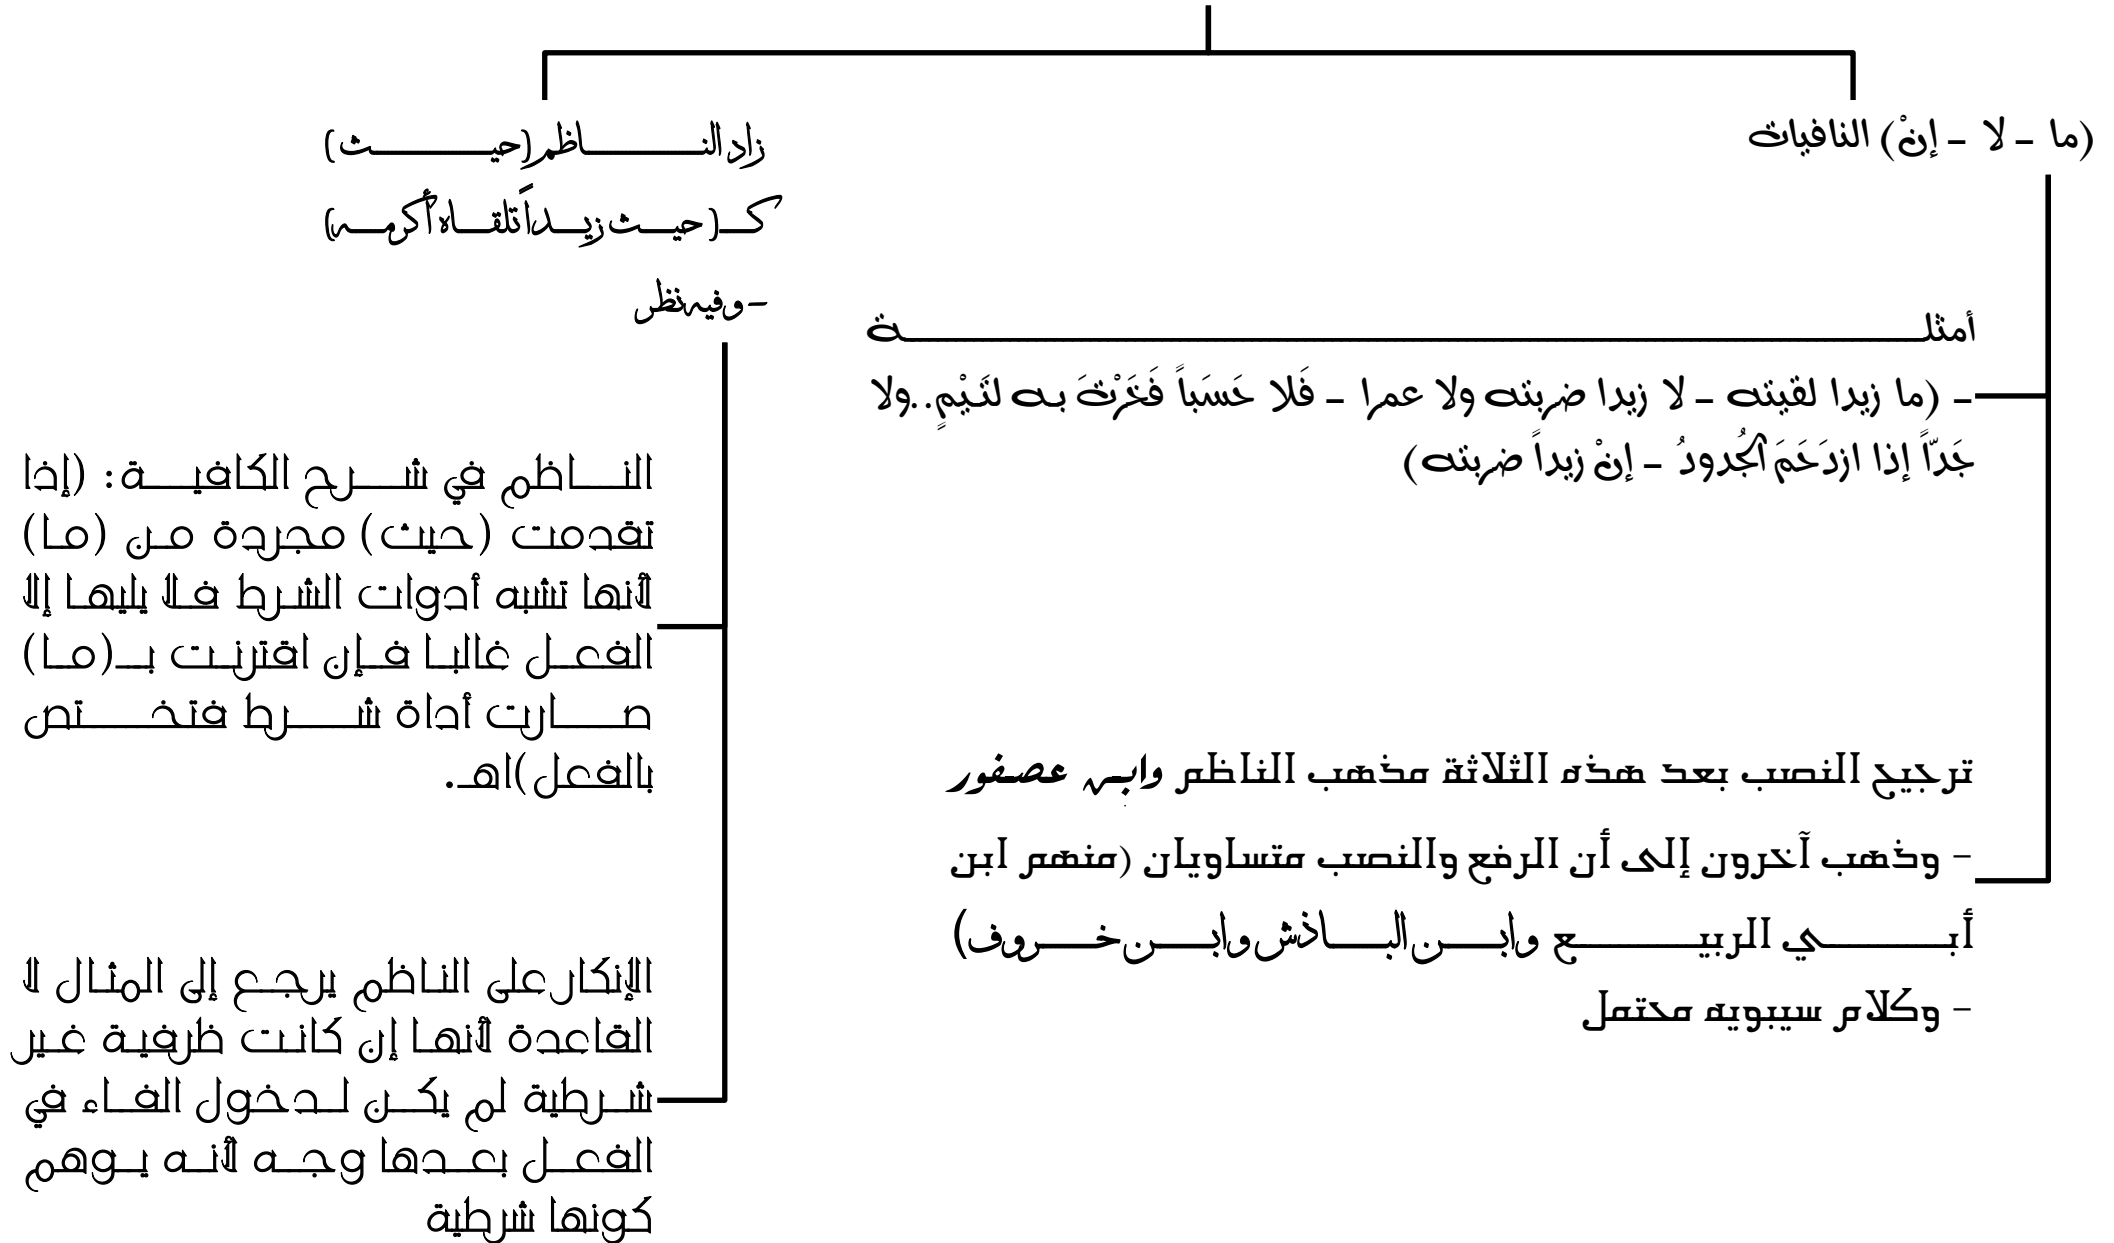 (ما - لا - إنْ) النافيات
أمثلة
- (ما زيدا لقيته - لا زيدا ضربته ولا عمرا - فَلا حَسَباً فَخَرْتَ به لتَيْمٍ..ولا
جَدّاً إذا ازدَحَمَ الجُدودُ - إنْ زيداً ضربته)
ترجيح النصب بعد هذه الثلاثة مذهب الناظم وابن عصفور
- وذهب آخرون إلى أن الرفع والنصب متساويان (منهم ابن
أبي الربيع وابن الباذش وابن خروف)
- وكلام سيبويه محتمل
زاد الناظم (حيث)
كـ(حيث زيداً تلقاه أكرمه)
- وفيه نظر
الناظم في شرح الكافية: (إذا
تقدمت (حيث) مجردة من (ما)
لأنها تشبه أدوات الشرط فلا يليها إلا
الفعل غالبا فإن اقترنت بـ(ما)
صارت أداة شرط فتختص
بالفعل)اهـ.
الإنكار على الناظم يرجع إلى المثال لا
القاعدة لأنها إن كانت ظرفية غير
شرطية لم يكن لدخول الفاء في
الفعل بعدها وجه لأنه يوهم
كونها شرطية